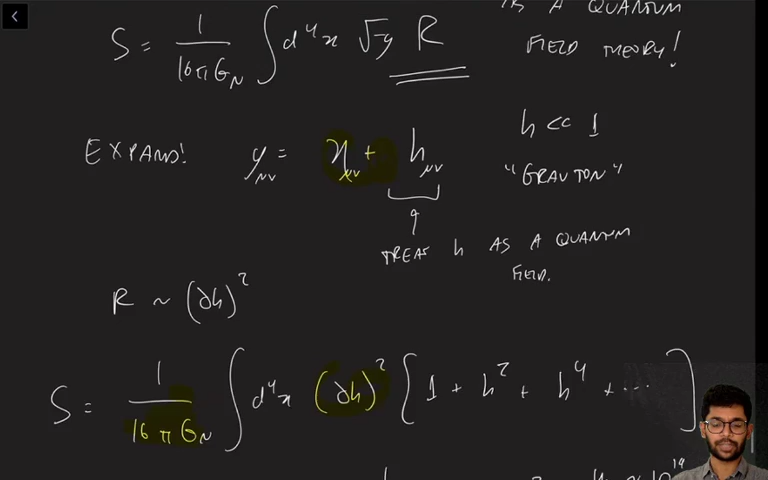 IS A QUANTUM
S = 1/16πG_N ∫d⁴x √-g R
FIELD THEORY!
EXPAND! g_μν = η_μν + h_μν
h << 1
"GRAVITON"
TREAT h AS A QUANTUM
FIELD.
R ~ (∂h)²
S = 1/16πG_N ∫d⁴x (∂h)² [1 + h² + h⁴ + ...]